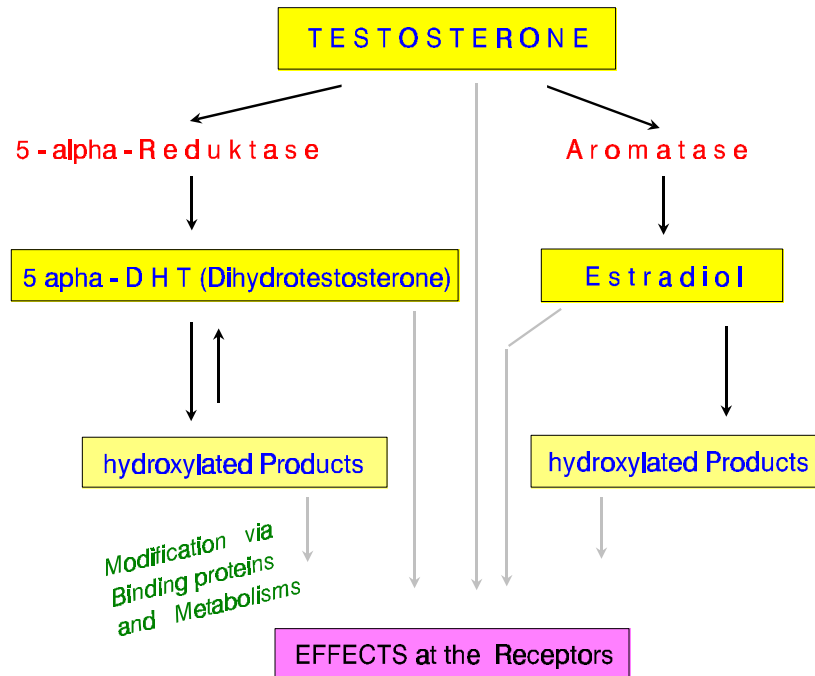 TESTOSTERONE
5-alpha-Reduktase
Aromatase
5 apha-DHT (Dihydrotestosterone)
Estradiol
hydroxylated Products
hydroxylated Products
Modification via
Binding proteins
and Metabolisms
EFFECTS at the Receptors